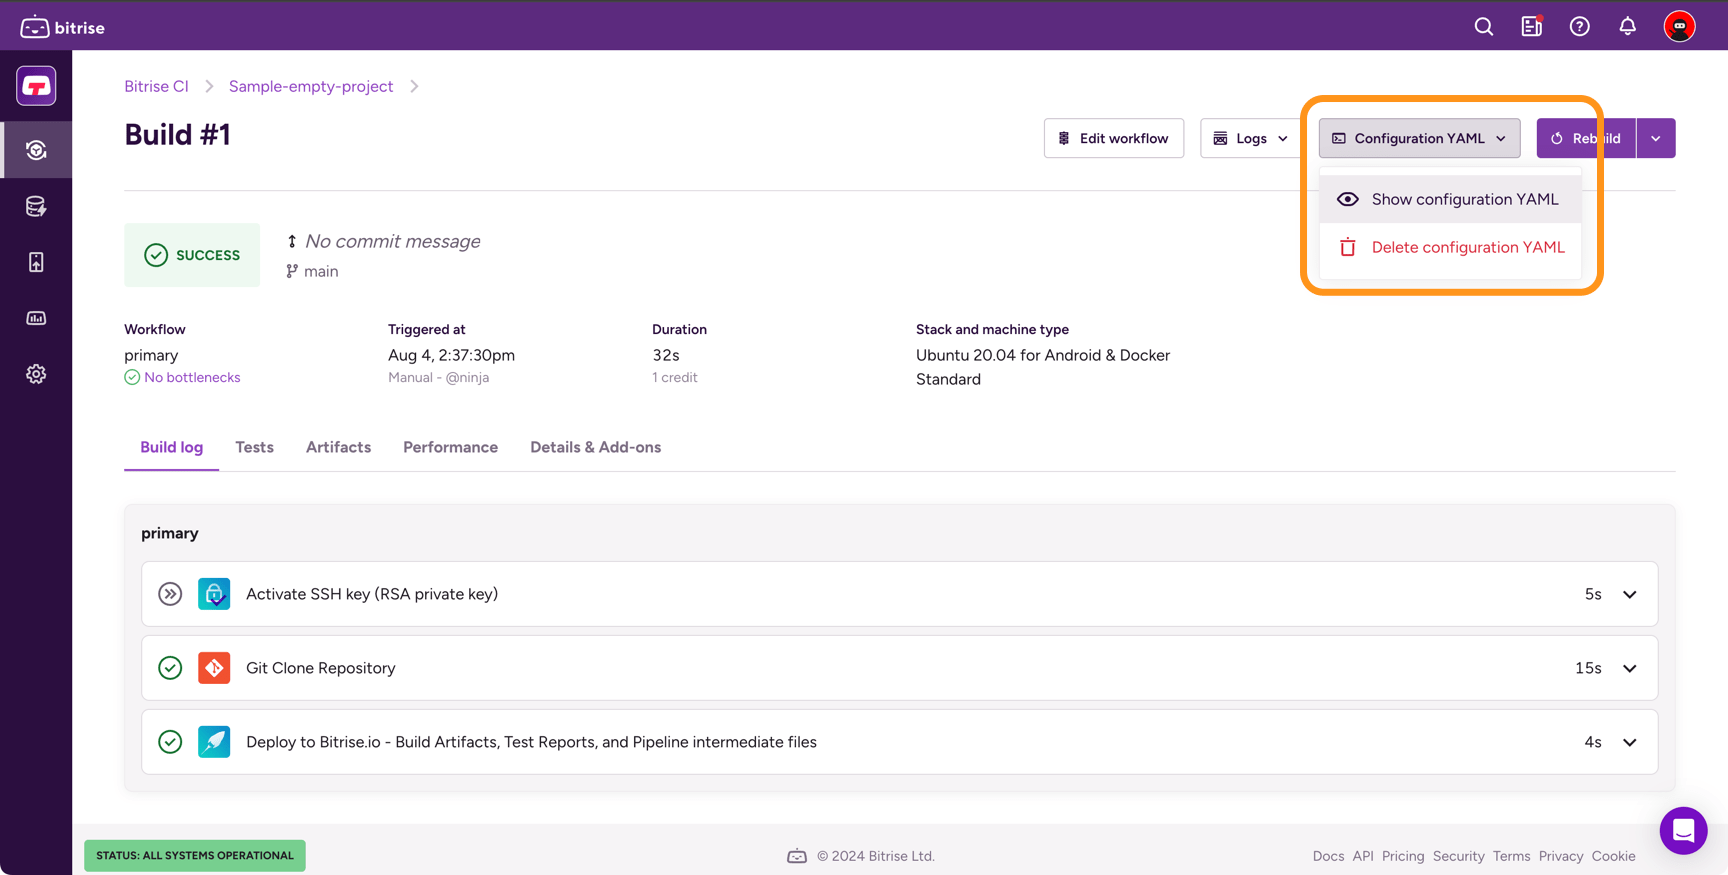 bitrise
Bitrise CI
Sample-empty-project
Build #1
Edit workflow
Logs
Configuration YAML
Rebuild
Show configuration YAML
Delete configuration YAML
SUCCESS
No commit message
main
Workflow
primary
No bottlenecks
Triggered at
Aug 4, 2:37:30pm
Manual - @ninja
Duration
32s
1 credit
Stack and machine type
Ubuntu 20.04 for Android & Docker
Standard
Build log
Tests
Artifacts
Performance
Details & Add-ons
primary
Activate SSH key (RSA private key)
5s
Git Clone Repository
15s
Deploy to Bitrise.io - Build Artifacts, Test Reports, and Pipeline intermediate files
4s
STATUS: ALL SYSTEMS OPERATIONAL
© 2024 Bitrise Ltd.
Docs API Pricing Security Terms Privacy Cookie